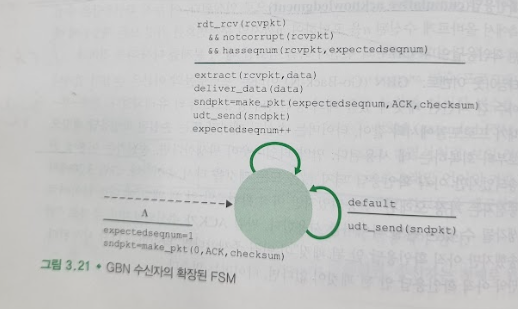 rdt_rcv(rcvpkt)
&& notcorrupt(rcvpkt)
&& hasseqnum(rcvpkt,expectedseqnum)
extract(rcvpkt,data)
deliver_data(data)
sndpkt=make_pkt(expectedseqnum,ACK,checksum)
udt_send(sndpkt)
expectedseqnum++
Λ
expectedseqnum=1
sndpkt=make_pkt(0,ACK,checksum)
default
udt_send(sndpkt)
그림 3.21 • GBN 수신자의 확장된 FSM